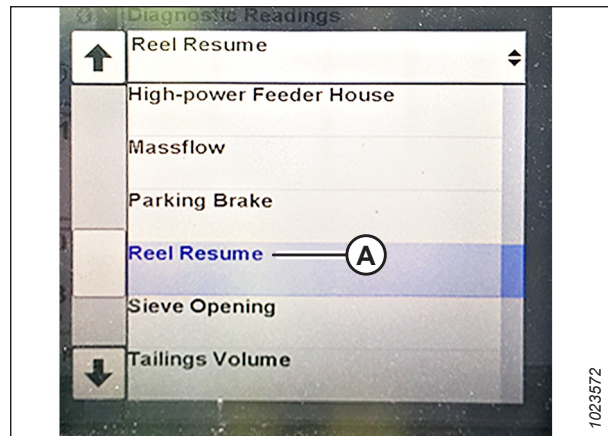 Diagnostic Readings
Reel Resume
High-power Feeder House
Massflow
Parking Brake
Reel Resume
A
Sieve Opening
Tailings Volume
1023572